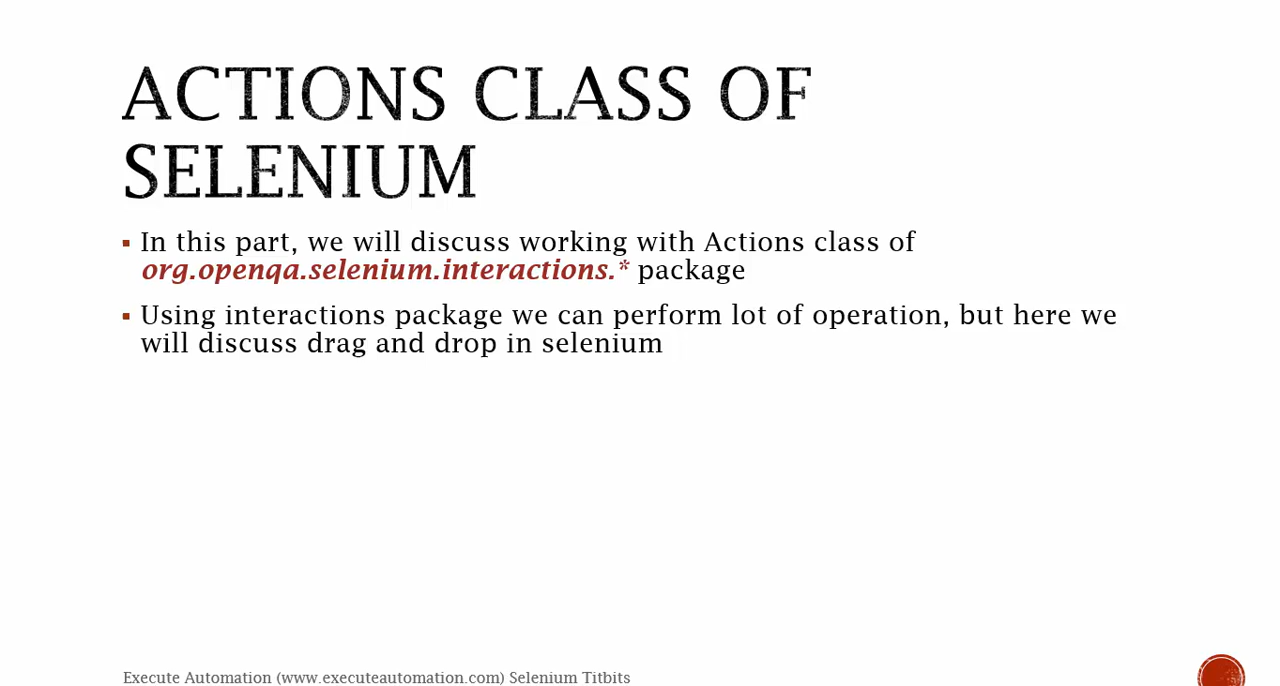 ACTIONS CLASS OF
SELENIUM
▪ In this part, we will discuss working with Actions class of
org.openqa.selenium.interactions.* package
▪ Using interactions package we can perform lot of operation, but here we
will discuss drag and drop in selenium
Execute Automation (www.executeautomation.com) Selenium Titbits